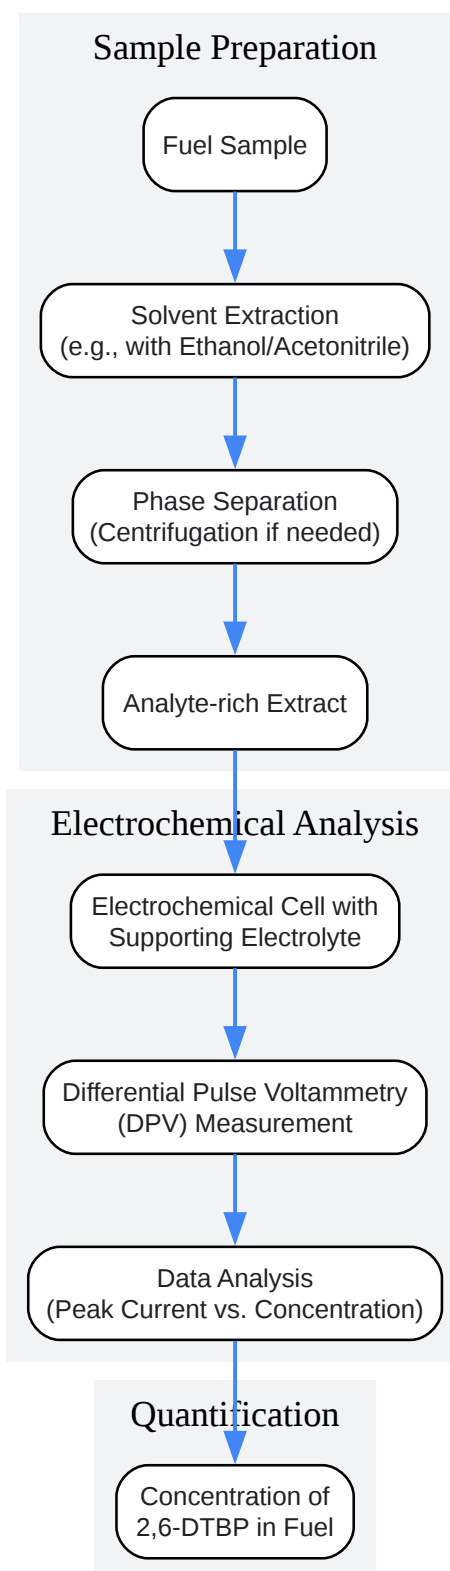 Sample Preparation
Fuel Sample
Solvent Extraction
(e.g., with Ethanol/Acetonitrile)
Phase Separation
(Centrifugation if needed)
Analyte-rich Extract
Electrochemical Analysis
Electrochemical Cell with
Supporting Electrolyte
Differential Pulse Voltammetry
(DPV) Measurement
Data Analysis
(Peak Current vs. Concentration)
Quantification
Concentration of
2,6-DTBP in Fuel